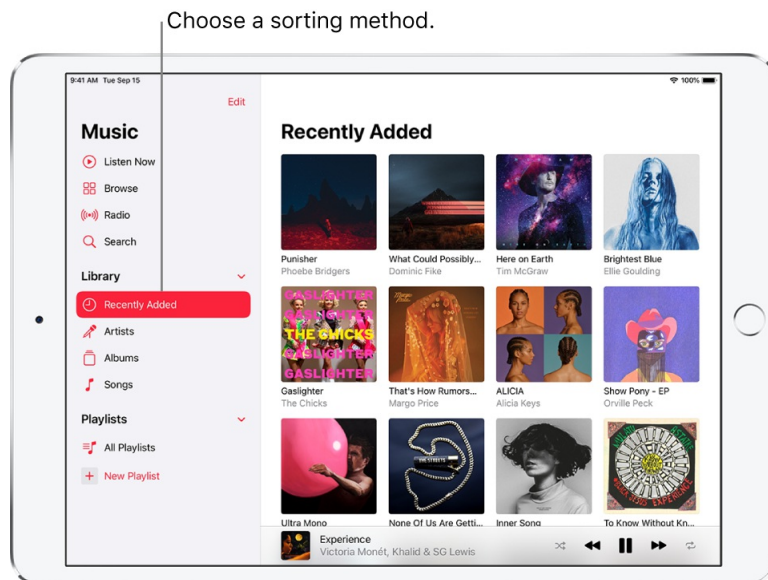 Choose a sorting method.
9:41 AM Tue Sep 15
100%
Edit
Music
Listen Now
Browse
Radio
Search
Library
Recently Added
Artists
Albums
Songs
Playlists
All Playlists
New Playlist
Recently Added
Punisher
Phoebe Bridgers
What Could Possibly...
Dominic Fike
Here on Earth
Tim McGraw
Brightest Blue
Ellie Goulding
GASLIGHTER
GASLIGHTER
THE CHICKS
GASLIGHTER
GASLIGHTER
Gaslighter
The Chicks
Margo Price
That's How Rumors...
Margo Price
ALICIA
Alicia Keys
Show Pony - EP
Orville Peck
Ultra Mono
THE STREETS
None Of Us Are Getti...
Inner Song
To Know Without Kn...
Experience
Victoria Monét, Khalid & SG Lewis